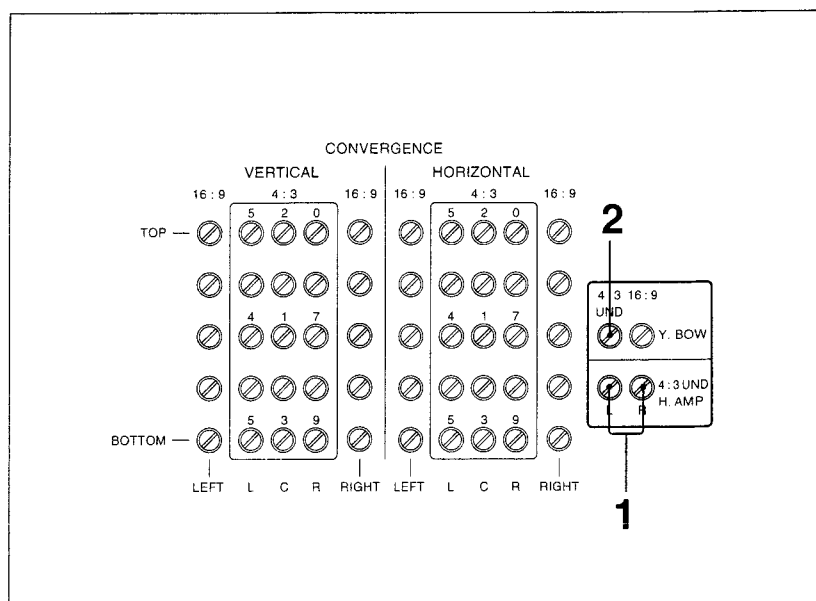 CONVERGENCE
VERTICAL HORIZONTAL
16 : 9 4 : 3 16 : 9 16 : 9 4 : 3 16 : 9
TOP 5 2 0 5 2 0
2
4 : 3 16 : 9
UND
4 1 7 4 1 7 Y. BOW
4 : 3 UND
L R H. AMP
BOTTOM 5 3 9 5 3 9
LEFT L C R RIGHT LEFT L C R RIGHT
1